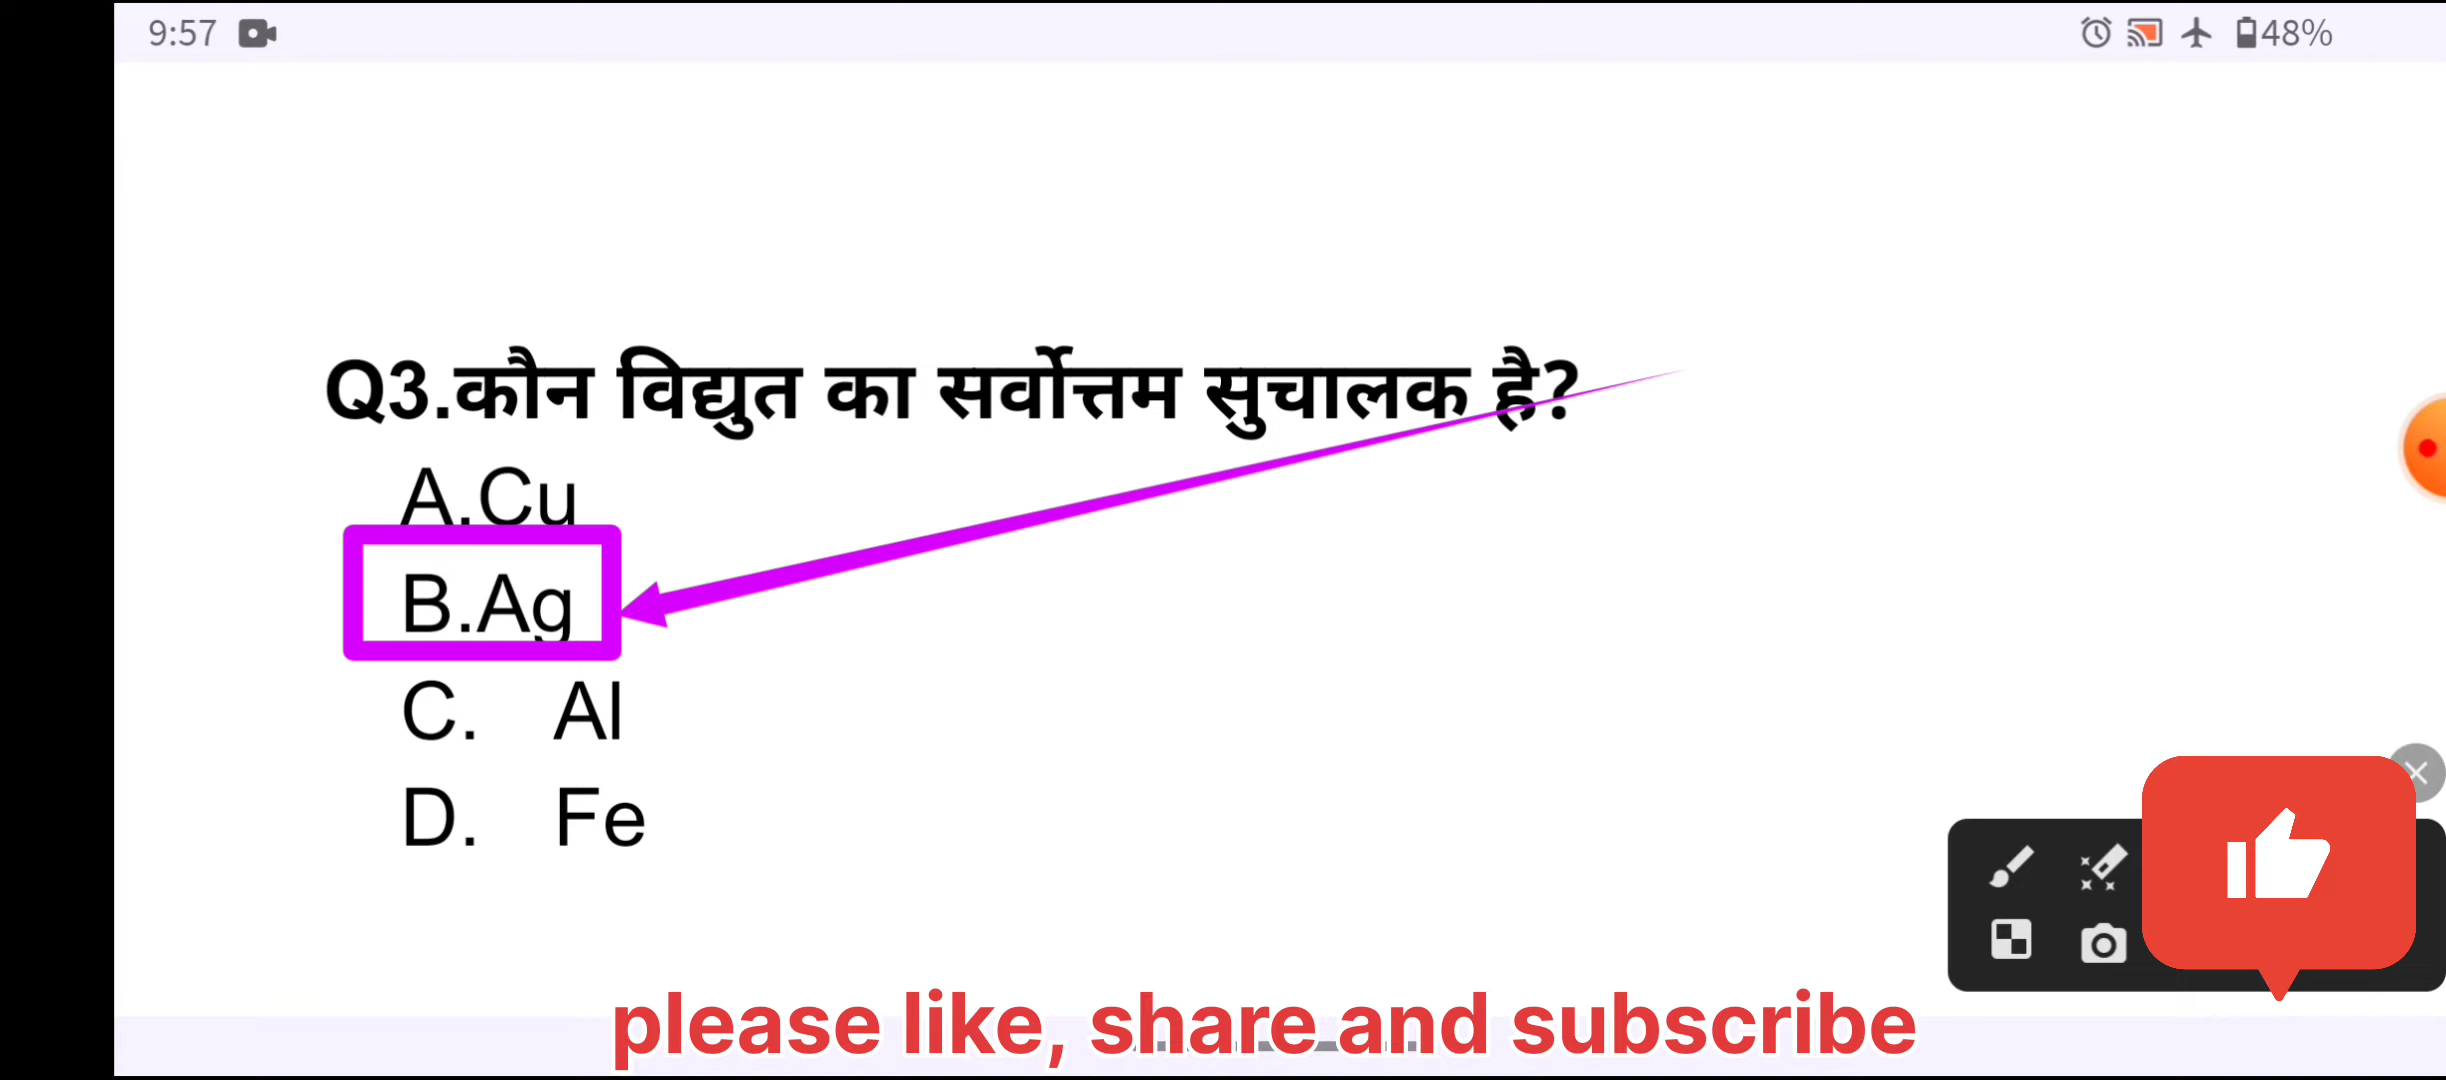 9:57
48%
Q3.कौन विद्युत का सर्वोत्तम सुचालक है?
A.Cu
B.Ag
C. Al
D. Fe
please like, share and subscribe